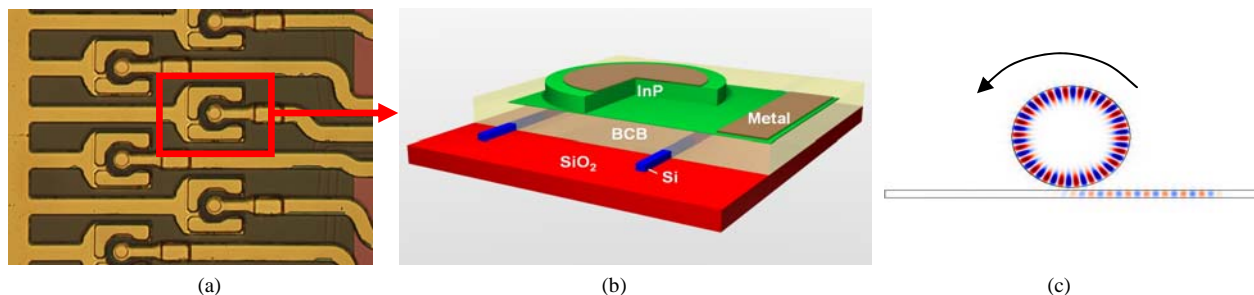 InP
Metal
BCB
SiO₂
Si
(a) (b) (c)